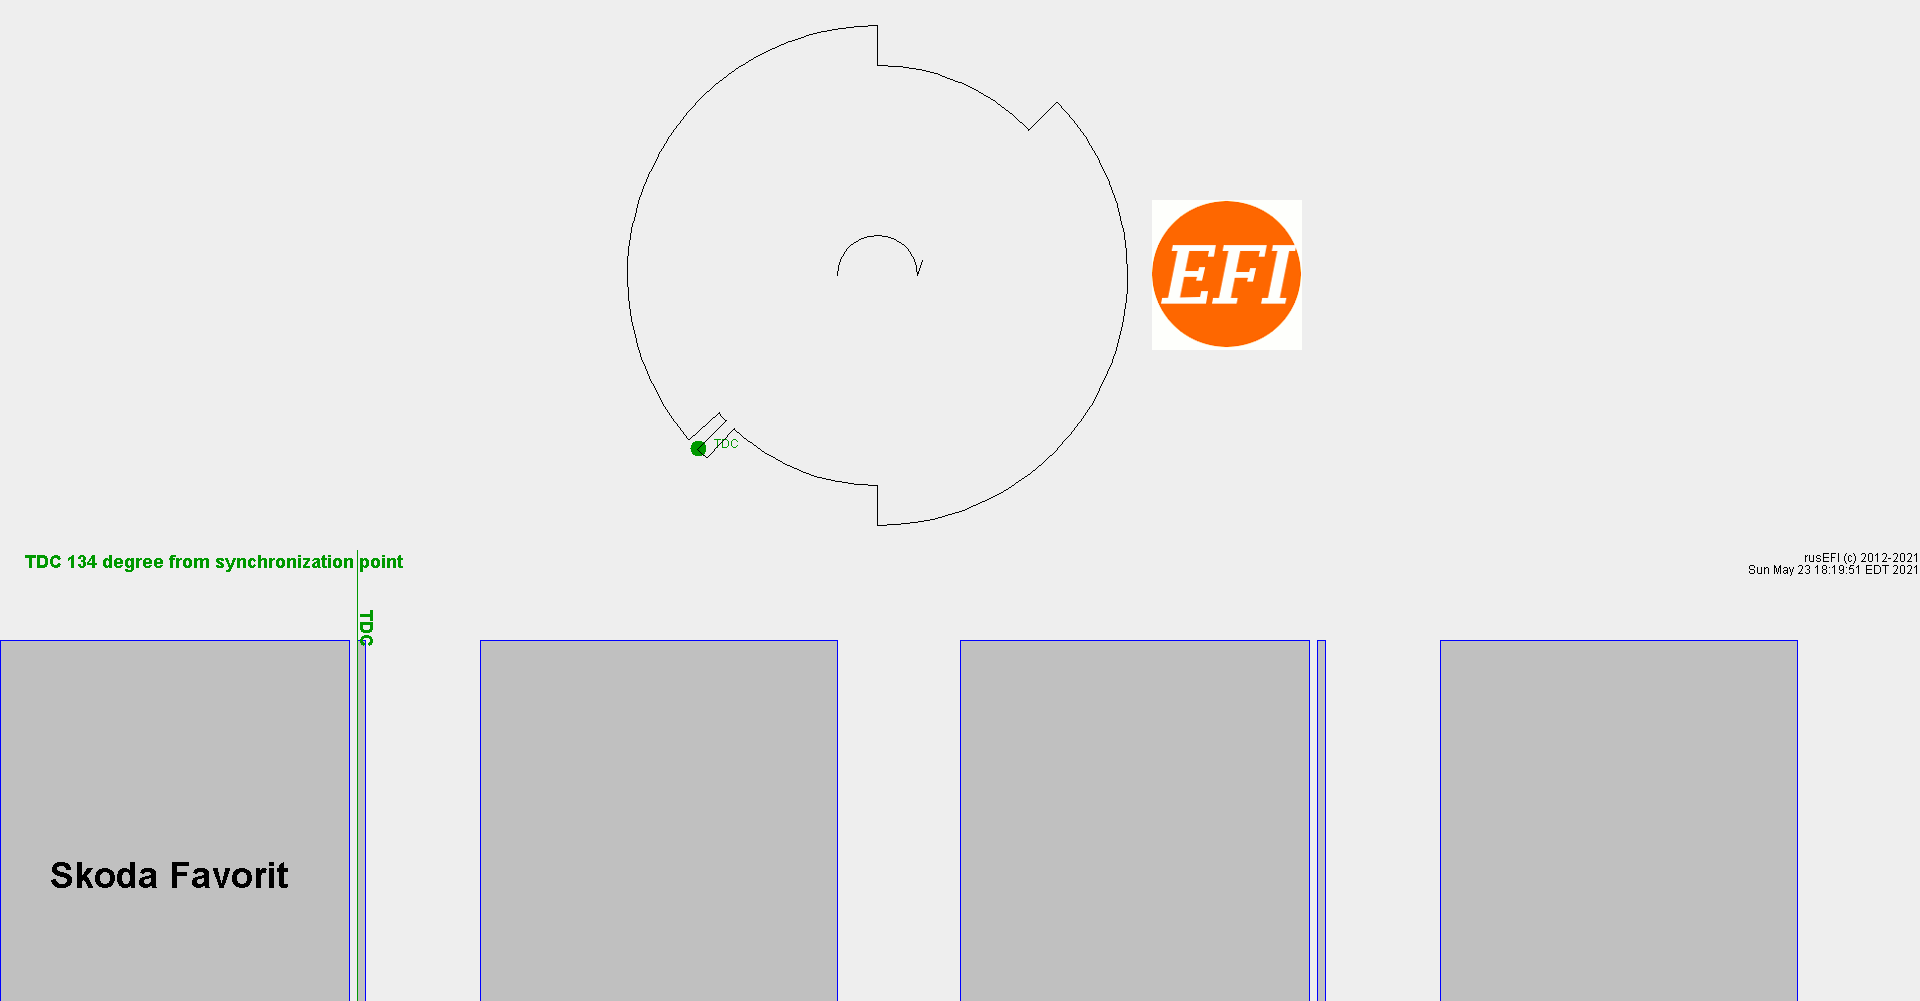 EFI
TDC
TDC 134 degree from synchronization point
rusEFI (c) 2012-2021
Sun May 23 18:19:51 EDT 2021
TDC
Skoda Favorit